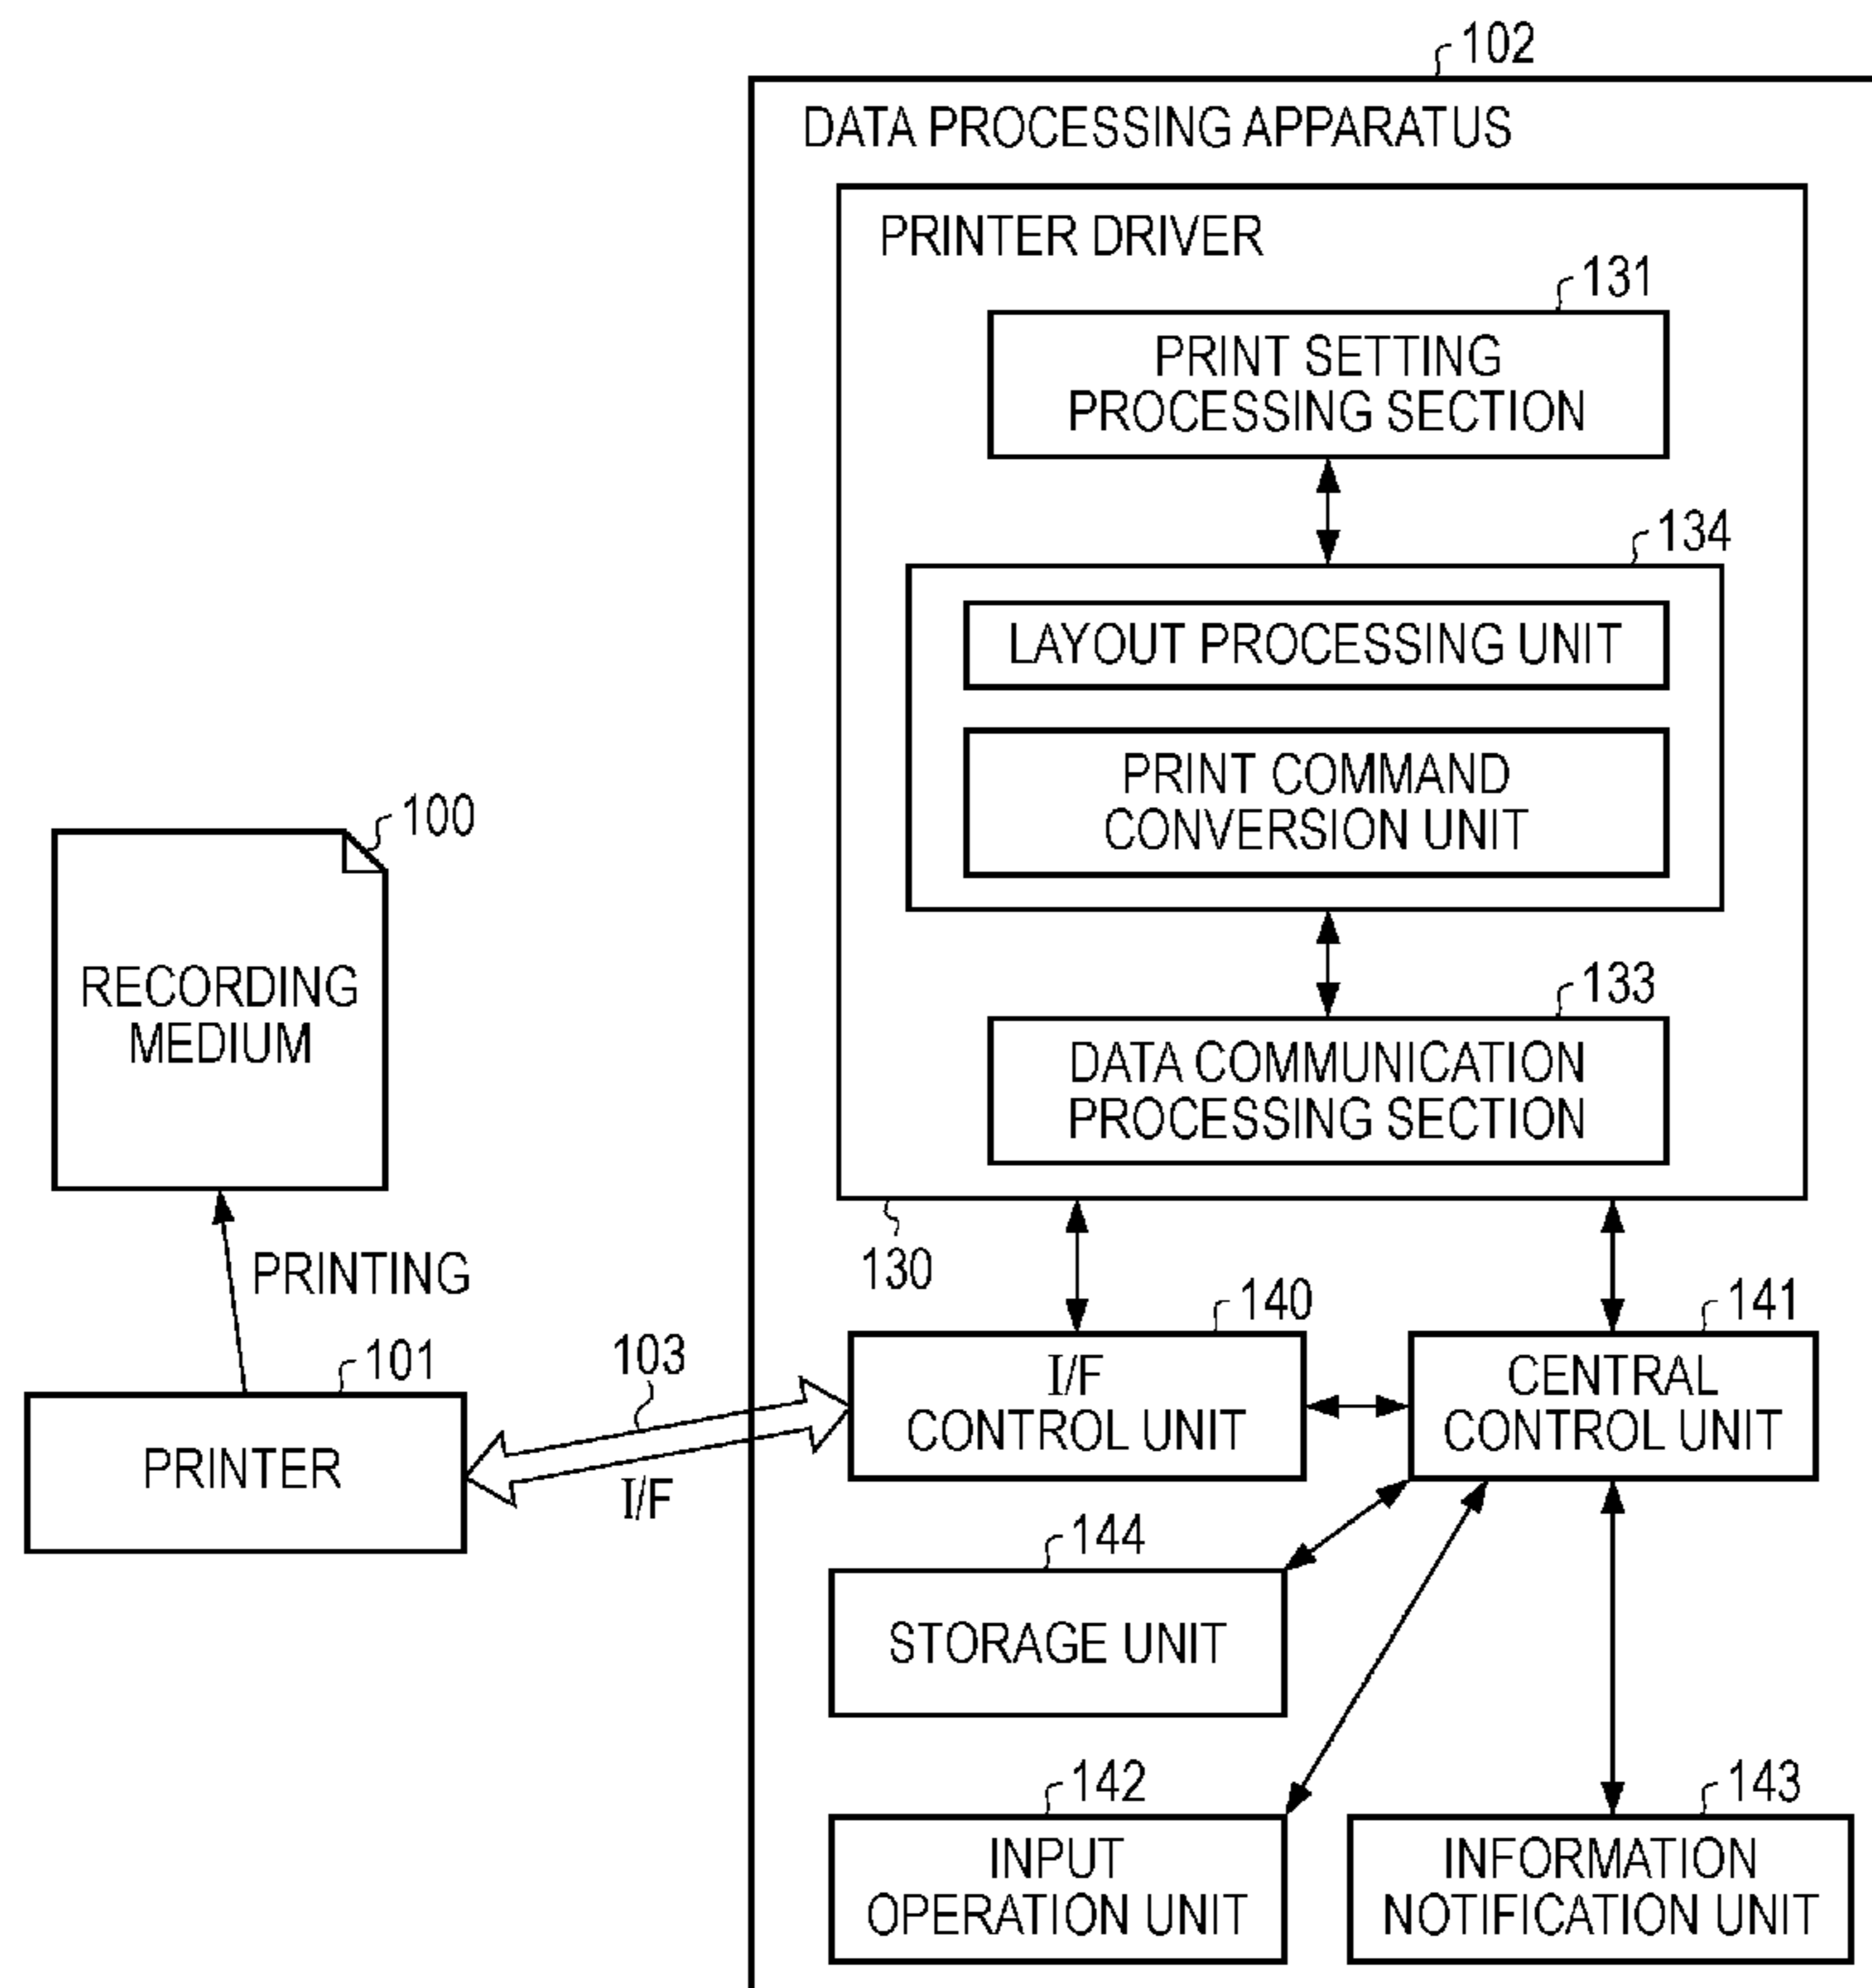 102
DATA PROCESSING APPARATUS
PRINTER DRIVER
131
PRINT SETTING
PROCESSING SECTION
134
LAYOUT PROCESSING UNIT
PRINT COMMAND
CONVERSION UNIT
100
RECORDING
MEDIUM
133
DATA COMMUNICATION
PROCESSING SECTION
PRINTING
130
140
141
101
103
I/F
CONTROL UNIT
CENTRAL
CONTROL UNIT
PRINTER
I/F
144
STORAGE UNIT
142
143
INPUT
OPERATION UNIT
INFORMATION
NOTIFICATION UNIT